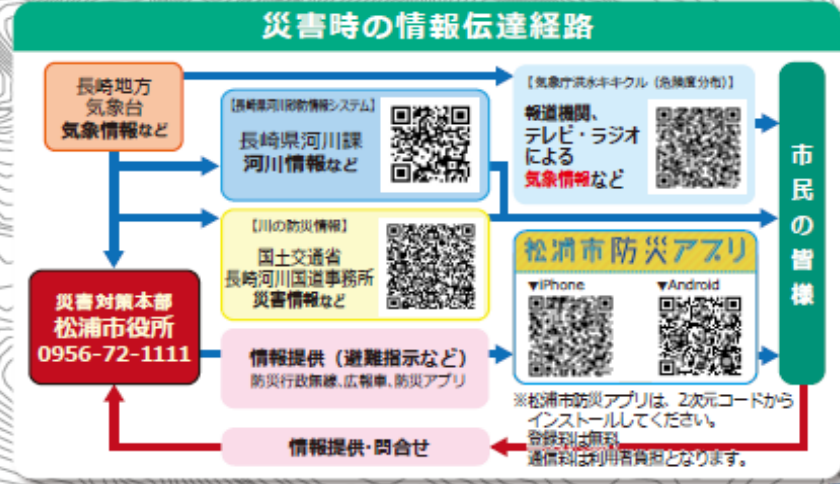 災害時の情報伝達経路
長崎地方
気象台
気象情報など
【長崎県河川砂防情報システム】
長崎県河川課
河川情報など
【気象庁洪水キキクル（危険度分布）】
報道機関、
テレビ・ラジオ
による
気象情報など
市民の皆様
【川の防災情報】
国土交通省
長崎河川国道事務所
災害情報など
松浦市防災アプリ
▼iPhone
▼Android
災害対策本部
松浦市役所
0956-72-1111
情報提供（避難指示など）
防災行政無線、広報車、防災アプリ
※松浦市防災アプリは、2次元コードから
インストールしてください。
登録料は無料
通信料は利用者負担となります。
情報提供・問合せ